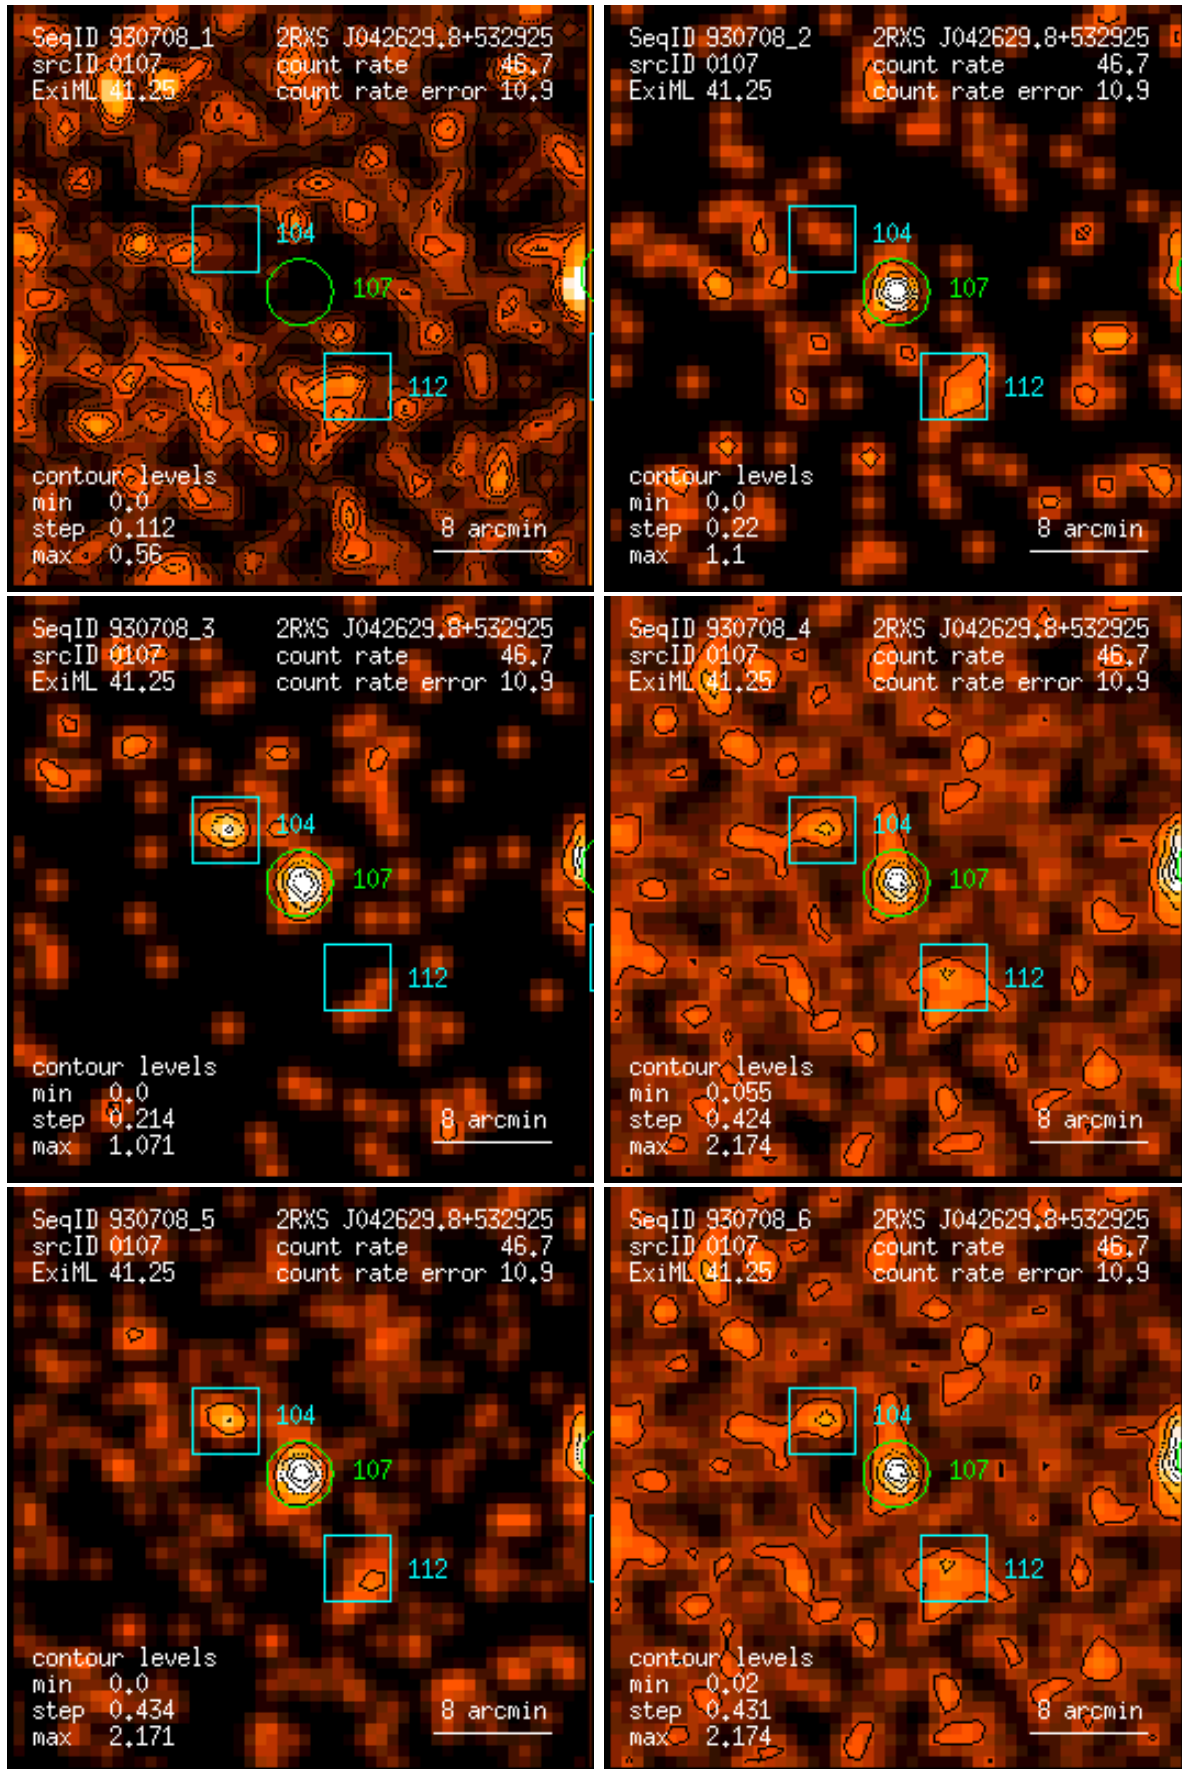 SeqID 930708_1 2RXS J042629.8+532925
srcID 0107 count rate 46.7
ExiML 41.25 count rate error 10.9
104
107
112
contour levels
min 0.0
step 0.112 8 arcmin
max 0.56
SeqID 930708_2 2RXS J042629.8+532925
srcID 0107 count rate 46.7
ExiML 41.25 count rate error 10.9
104
107
112
contour levels
min 0.0
step 0.22 8 arcmin
max 1.1
SeqID 930708_3 2RXS J042629.8+532925
srcID 0107 count rate 46.7
ExiML 41.25 count rate error 10.9
104
107
112
contour levels
min 0.0
step 0.214 8 arcmin
max 1.071
SeqID 930708_4 2RXS J042629.8+532925
srcID 0107 count rate 46.7
ExiML 41.25 count rate error 10.9
104
107
112
contour levels
min 0.055
step 0.424 8 arcmin
max 2.174
SeqID 930708_5 2RXS J042629.8+532925
srcID 0107 count rate 46.7
ExiML 41.25 count rate error 10.9
104
107
112
contour levels
min 0.0
step 0.434 8 arcmin
max 2.171
SeqID 930708_6 2RXS J042629.8+532925
srcID 0107 count rate 46.7
ExiML 41.25 count rate error 10.9
104
107
112
contour levels
min 0.02
step 0.431 8 arcmin
max 2.174